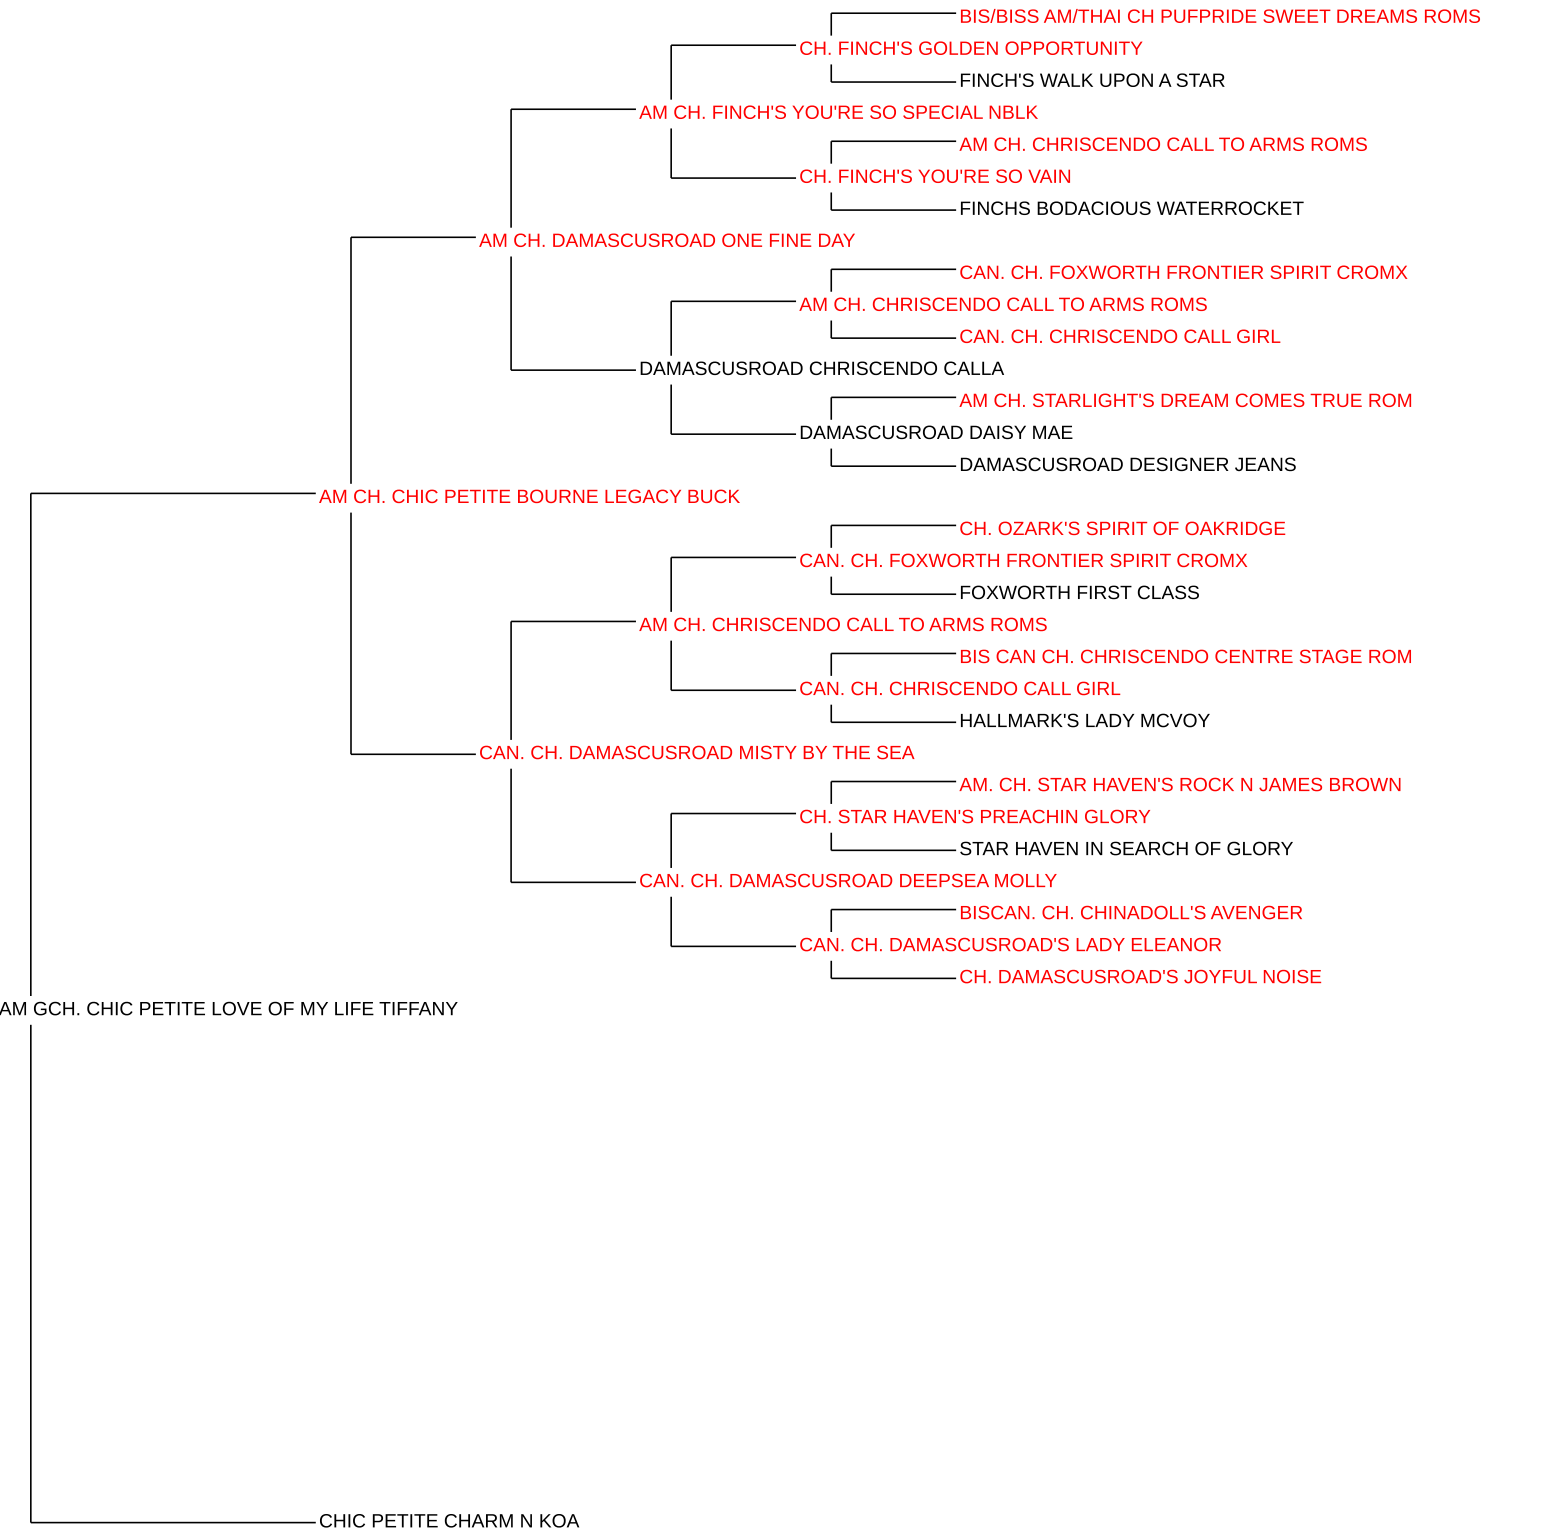 BIS/BISS AM/THAI CH PUFPRIDE SWEET DREAMS ROMS
CH. FINCH'S GOLDEN OPPORTUNITY
FINCH'S WALK UPON A STAR
AM CH. FINCH'S YOU'RE SO SPECIAL NBLK
AM CH. CHRISCENDO CALL TO ARMS ROMS
CH. FINCH'S YOU'RE SO VAIN
FINCHS BODACIOUS WATERROCKET
AM CH. DAMASCUSROAD ONE FINE DAY
CAN. CH. FOXWORTH FRONTIER SPIRIT CROMX
AM CH. CHRISCENDO CALL TO ARMS ROMS
CAN. CH. CHRISCENDO CALL GIRL
DAMASCUSROAD CHRISCENDO CALLA
AM CH. STARLIGHT'S DREAM COMES TRUE ROM
DAMASCUSROAD DAISY MAE
DAMASCUSROAD DESIGNER JEANS
AM CH. CHIC PETITE BOURNE LEGACY BUCK
CH. OZARK'S SPIRIT OF OAKRIDGE
CAN. CH. FOXWORTH FRONTIER SPIRIT CROMX
FOXWORTH FIRST CLASS
AM CH. CHRISCENDO CALL TO ARMS ROMS
BIS CAN CH. CHRISCENDO CENTRE STAGE ROM
CAN. CH. CHRISCENDO CALL GIRL
HALLMARK'S LADY MCVOY
CAN. CH. DAMASCUSROAD MISTY BY THE SEA
AM. CH. STAR HAVEN'S ROCK N JAMES BROWN
CH. STAR HAVEN'S PREACHIN GLORY
STAR HAVEN IN SEARCH OF GLORY
CAN. CH. DAMASCUSROAD DEEPSEA MOLLY
BISCAN. CH. CHINADOLL'S AVENGER
CAN. CH. DAMASCUSROAD'S LADY ELEANOR
CH. DAMASCUSROAD'S JOYFUL NOISE
AM GCH. CHIC PETITE LOVE OF MY LIFE TIFFANY
CHIC PETITE CHARM N KOA